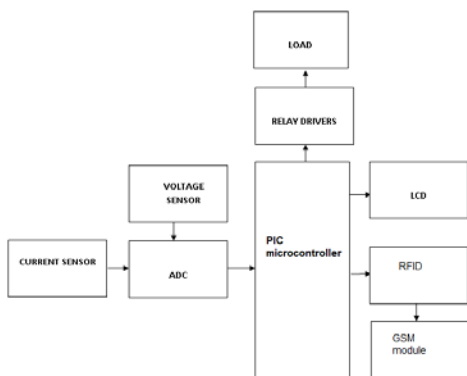 LOAD
RELAY DRIVERS
VOLTAGE
SENSOR
LCD
PIC
microcontroller
CURRENT SENSOR
ADC
RFID
GSM
module